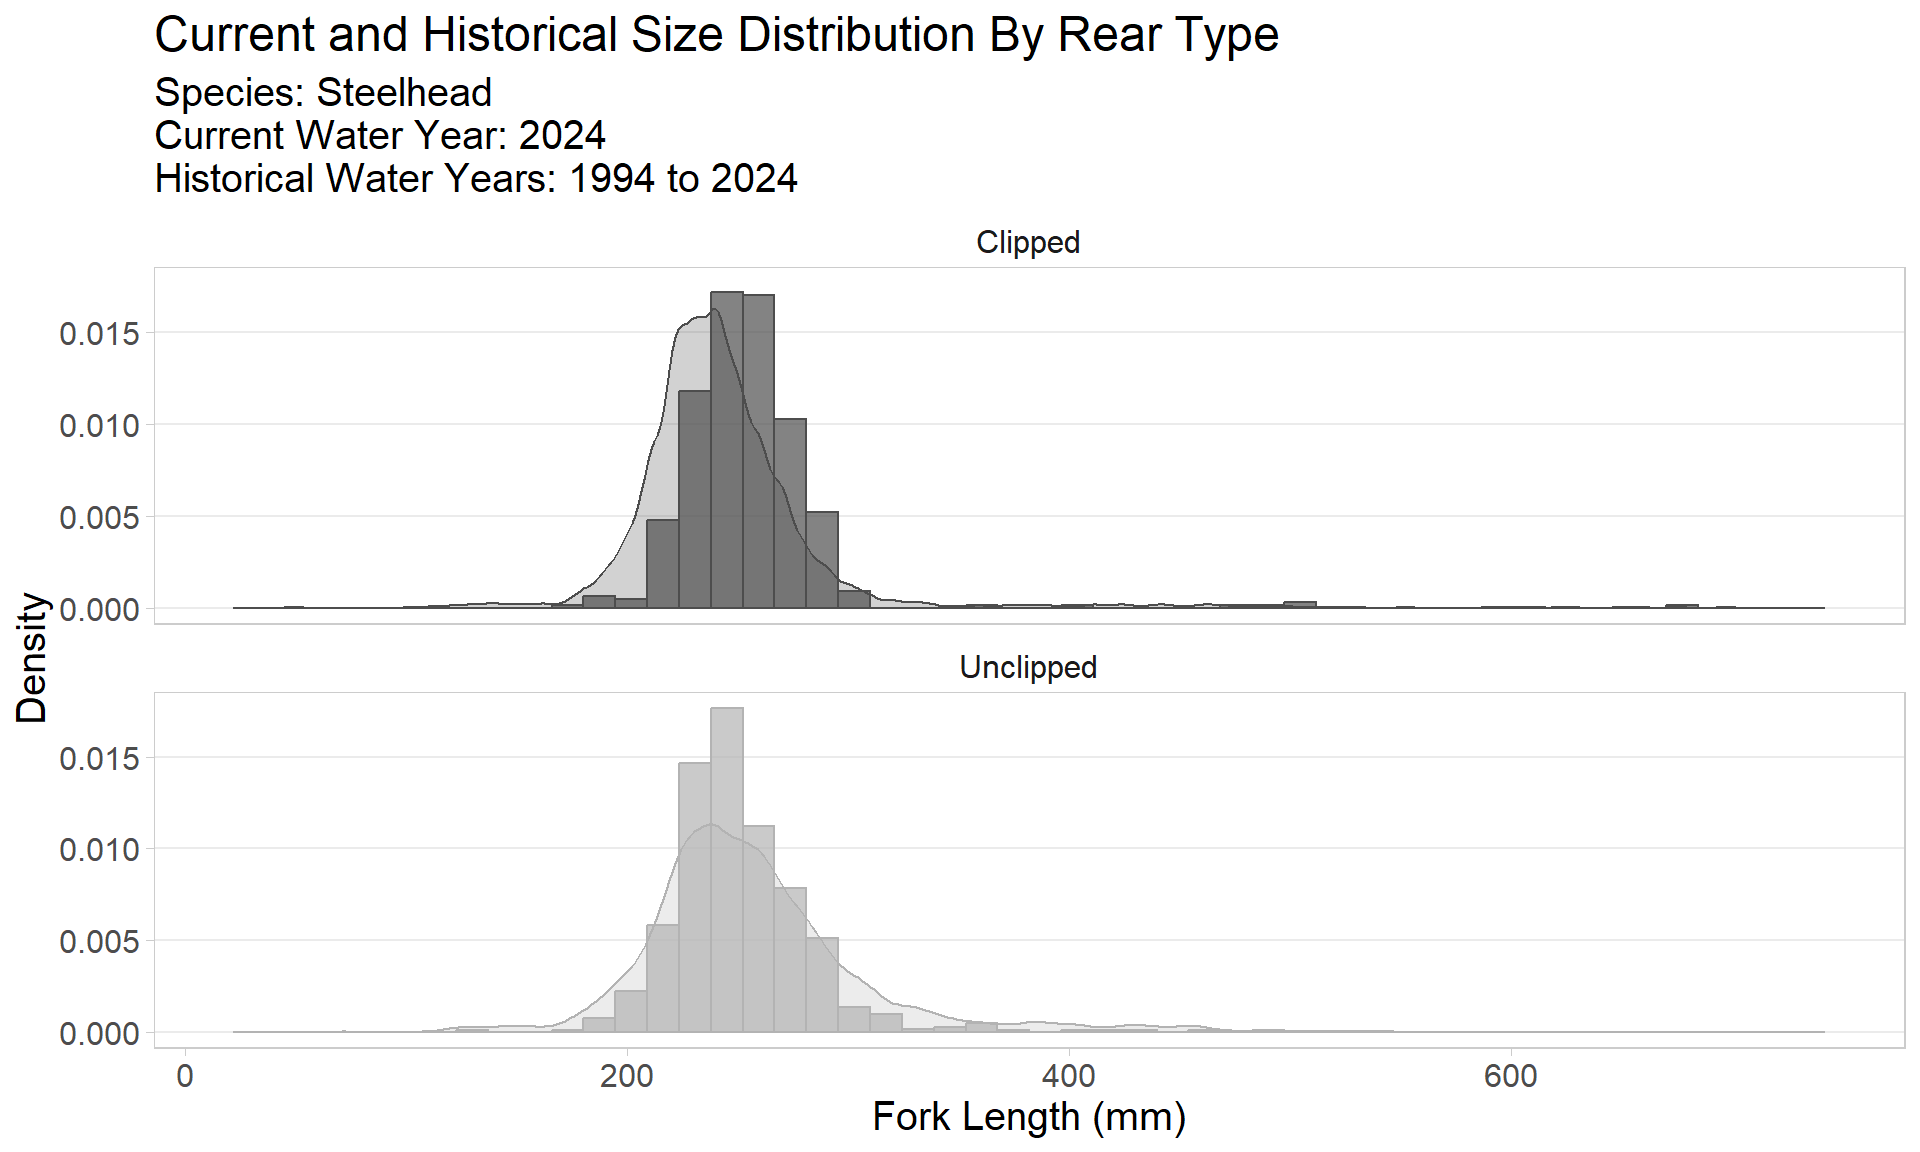 Current and Historical Size Distribution By Rear Type
Species: Steelhead
Current Water Year: 2024
Historical Water Years: 1994 to 2024
Clipped
0.015
0.010
0.005
0.000
Density
Unclipped
0.015
0.010
0.005
0.000
0 200 400 600
Fork Length (mm)